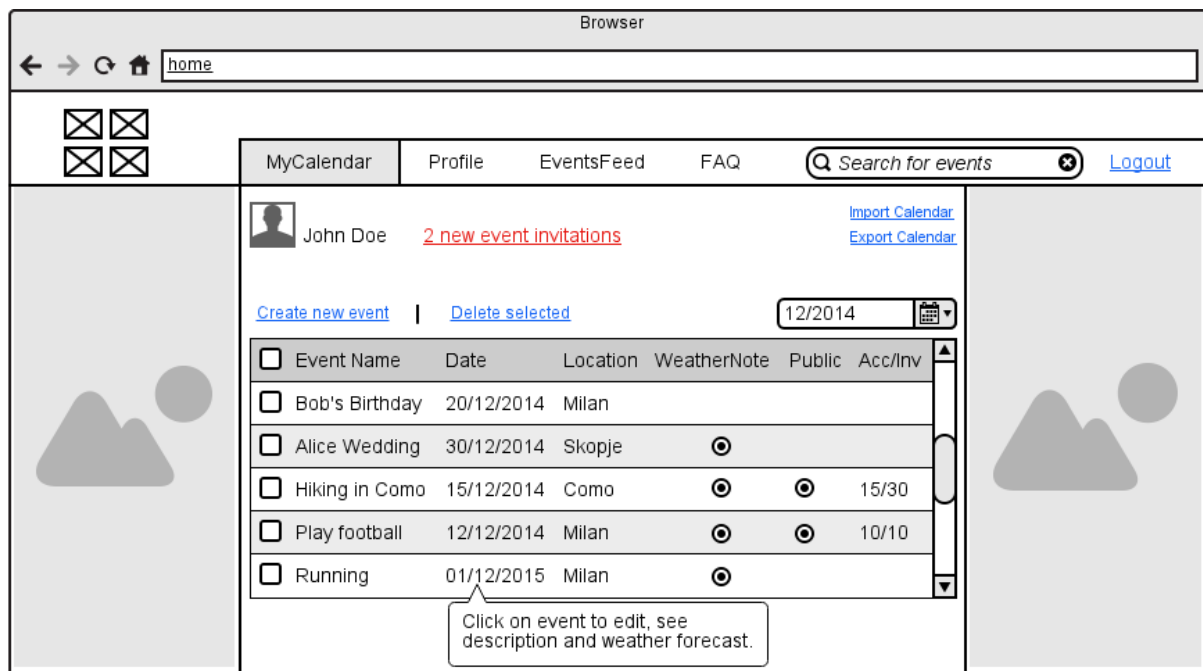 Browser
home
MyCalendar Profile EventsFeed FAQ Search for events Logout
John Doe 2 new event invitations
Import Calendar
Export Calendar
Create new event | Delete selected 12/2014
Event Name Date Location WeatherNote Public Acc/Inv
Bob's Birthday 20/12/2014 Milan
Alice Wedding 30/12/2014 Skopje
Hiking in Como 15/12/2014 Como 15/30
Play football 12/12/2014 Milan 10/10
Running 01/12/2015 Milan
Click on event to edit, see
description and weather forecast.